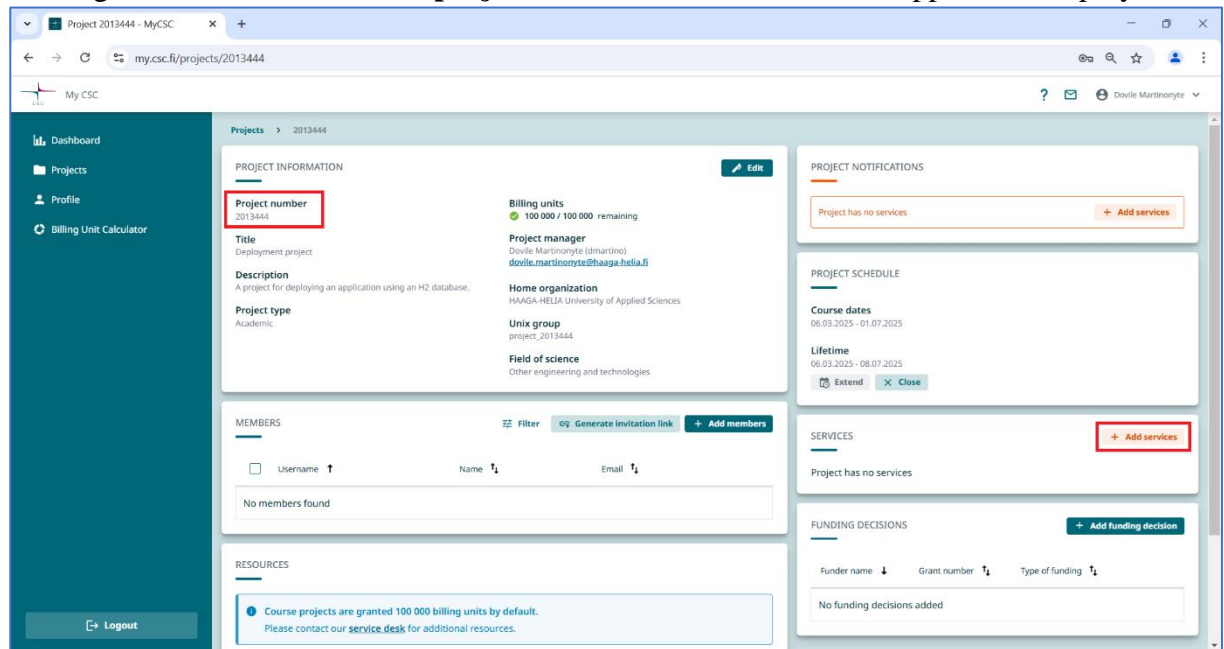 Project 2013444 - MyCSC
my.csc.fi/projects/2013444
CSC
My CSC
Dovile Martinonyte
Dashboard
Projects
Profile
Billing Unit Calculator
Logout
Projects > 2013444
PROJECT INFORMATION
Edit
Project number
2013444
Title
Deployment project
Description
A project for deploying an application using an H2 database.
Project type
Academic
Billing units
100 000 / 100 000 remaining
Project manager
Dovile Martinonyte (dmartino)
dovile.martinonyte@haaga-helia.fi
Home organization
HAAGA-HELIA University of Applied Sciences
Unix group
project_2013444
Field of science
Other engineering and technologies
MEMBERS
Filter
Generate invitation link
+ Add members
Username
Name
Email
No members found
RESOURCES
Course projects are granted 100 000 billing units by default.
Please contact our service desk for additional resources.
PROJECT NOTIFICATIONS
Project has no services
+ Add services
PROJECT SCHEDULE
Course dates
06.03.2025 - 01.07.2025
Lifetime
06.03.2025 - 08.07.2025
Extend
Close
SERVICES
+ Add services
Project has no services
FUNDING DECISIONS
+ Add funding decision
Funder name
Grant number
Type of funding
No funding decisions added